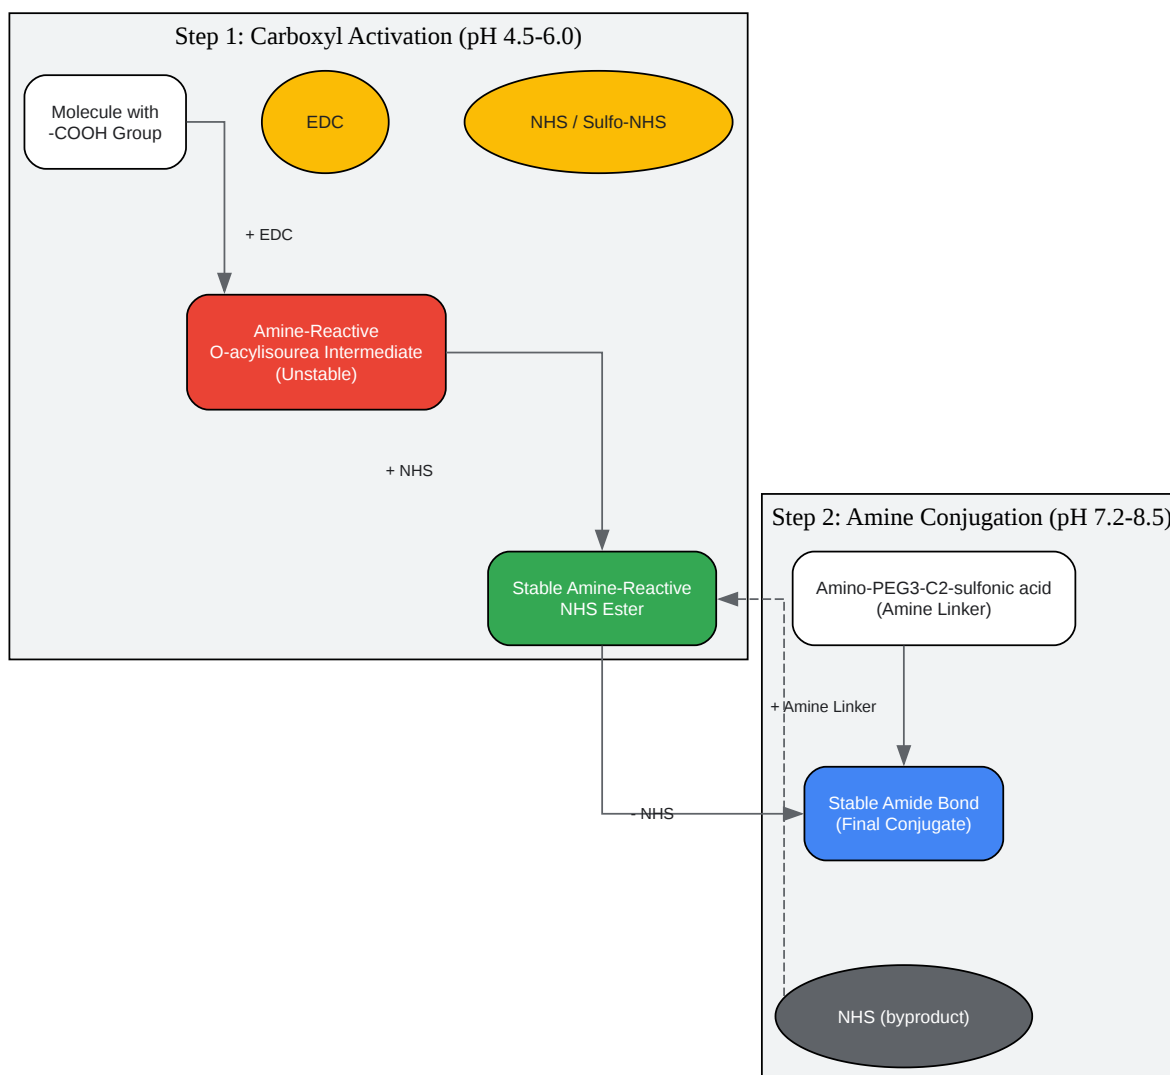 Step 1: Carboxyl Activation (pH 4.5-6.0)
Molecule with
-COOH Group
EDC
NHS / Sulfo-NHS
+ EDC
Amine-Reactive
O-acylisourea Intermediate
(Unstable)
+ NHS
Stable Amine-Reactive
NHS Ester
Step 2: Amine Conjugation (pH 7.2-8.5)
Amino-PEG3-C2-sulfonic acid
(Amine Linker)
+ Amine Linker
- NHS
Stable Amide Bond
(Final Conjugate)
NHS (byproduct)